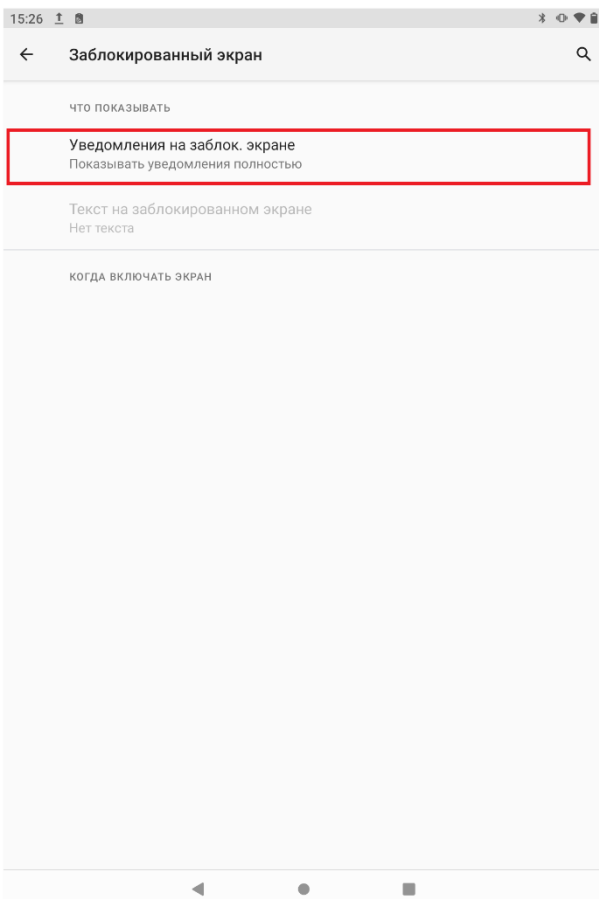 15:26
Заблокированный экран
ЧТО ПОКАЗЫВАТЬ
Уведомления на заблок. экране
Показывать уведомления полностью
Текст на заблокированном экране
Нет текста
КОГДА ВКЛЮЧАТЬ ЭКРАН